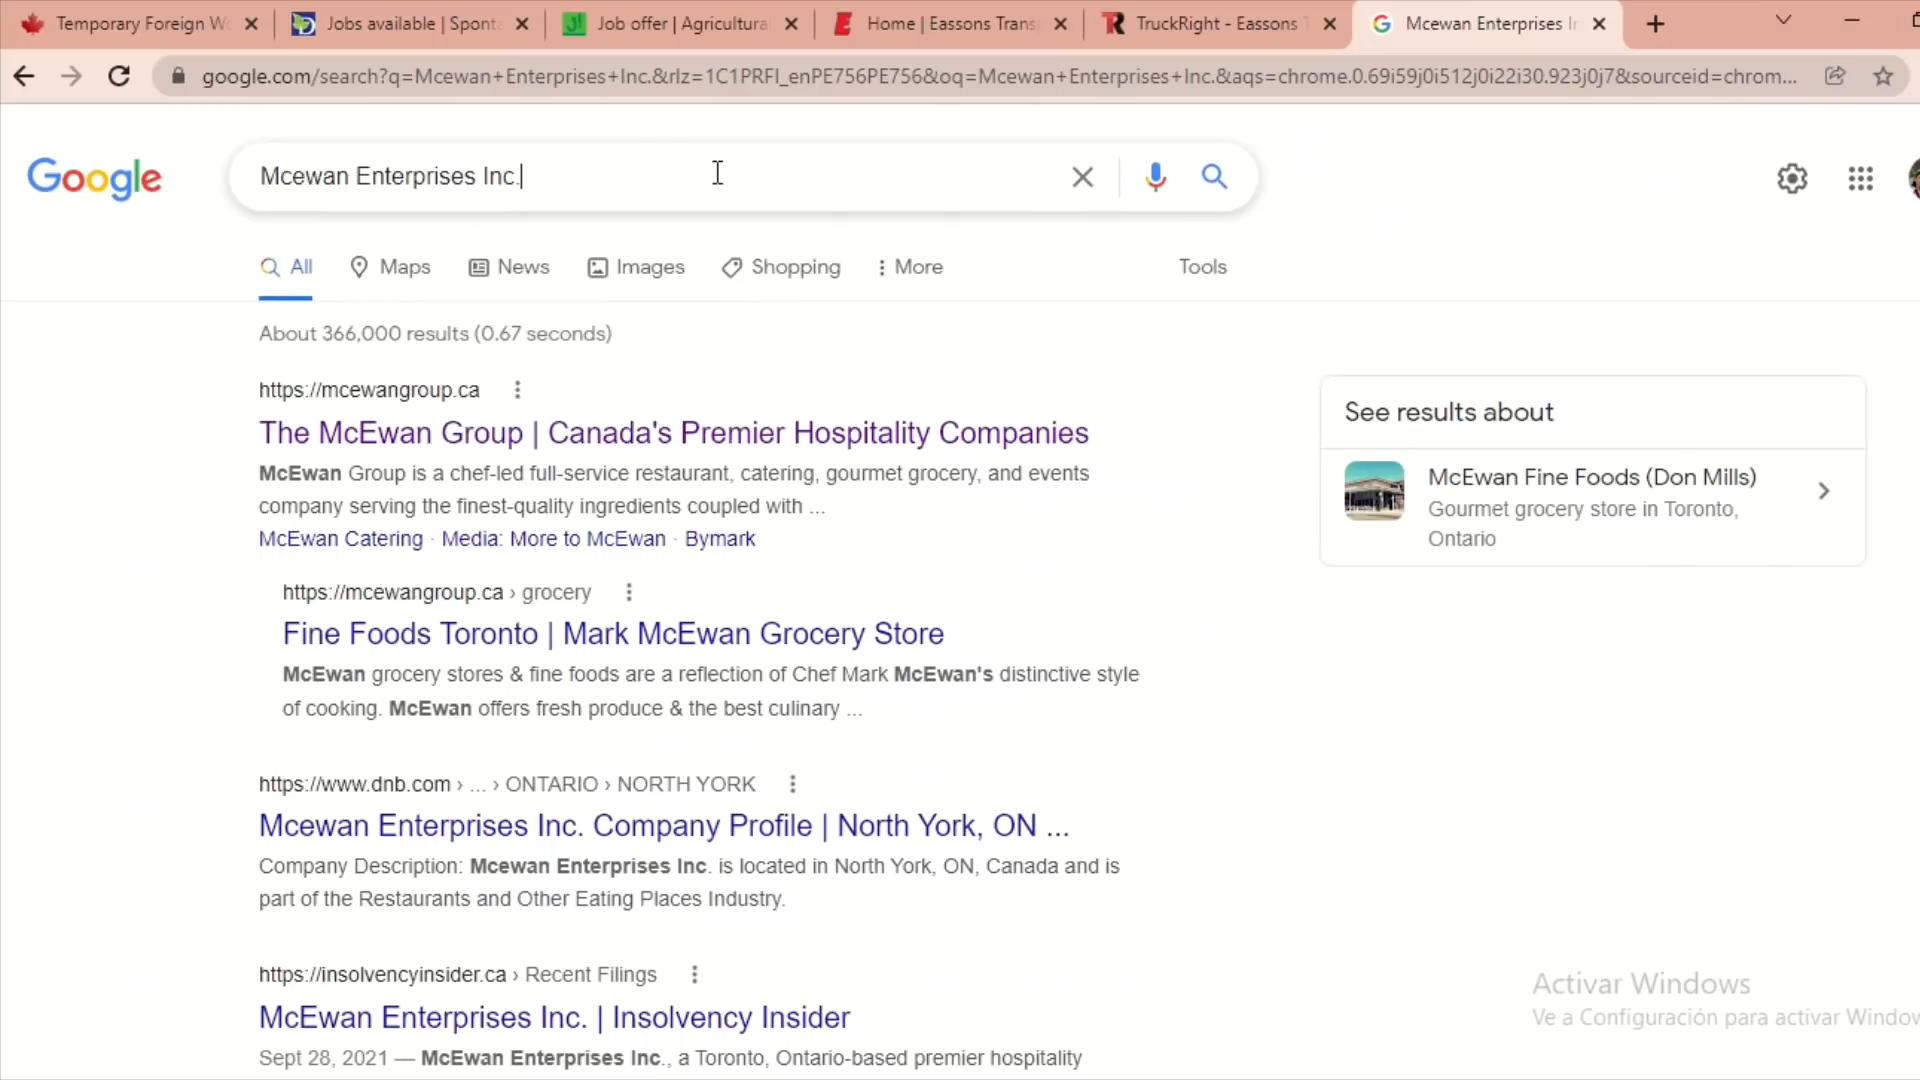 Temporary Foreign Wo
Jobs available | Sponta
Job offer | Agricultural
Home | Eassons Trans
TruckRight - Eassons T
Mcewan Enterprises In
google.com/search?q=Mcewan+Enterprises+Inc.&rlz=1C1PRFI_enPE756PE756&oq=Mcewan+Enterprises+Inc.&aqs=chrome.0.69i59j0i512j0i22i30.923j0j7&sourceid=chrom...
Google
Mcewan Enterprises Inc.
All
Maps
News
Images
Shopping
More
Tools
About 366,000 results (0.67 seconds)
https://mcewangroup.ca
The McEwan Group | Canada's Premier Hospitality Companies
McEwan Group is a chef-led full-service restaurant, catering, gourmet grocery, and events
company serving the finest-quality ingredients coupled with ...
McEwan Catering · Media: More to McEwan · Bymark
https://mcewangroup.ca › grocery
Fine Foods Toronto | Mark McEwan Grocery Store
McEwan grocery stores & fine foods are a reflection of Chef Mark McEwan's distinctive style
of cooking. McEwan offers fresh produce & the best culinary ...
https://www.dnb.com › ... › ONTARIO › NORTH YORK
Mcewan Enterprises Inc. Company Profile | North York, ON ...
Company Description: Mcewan Enterprises Inc. is located in North York, ON, Canada and is
part of the Restaurants and Other Eating Places Industry.
https://insolvencyinsider.ca › Recent Filings
McEwan Enterprises Inc. | Insolvency Insider
Sept 28, 2021 — McEwan Enterprises Inc., a Toronto, Ontario-based premier hospitality
See results about
McEwan Fine Foods (Don Mills)
Gourmet grocery store in Toronto,
Ontario
Activar Windows
Ve a Configuración para activar Window